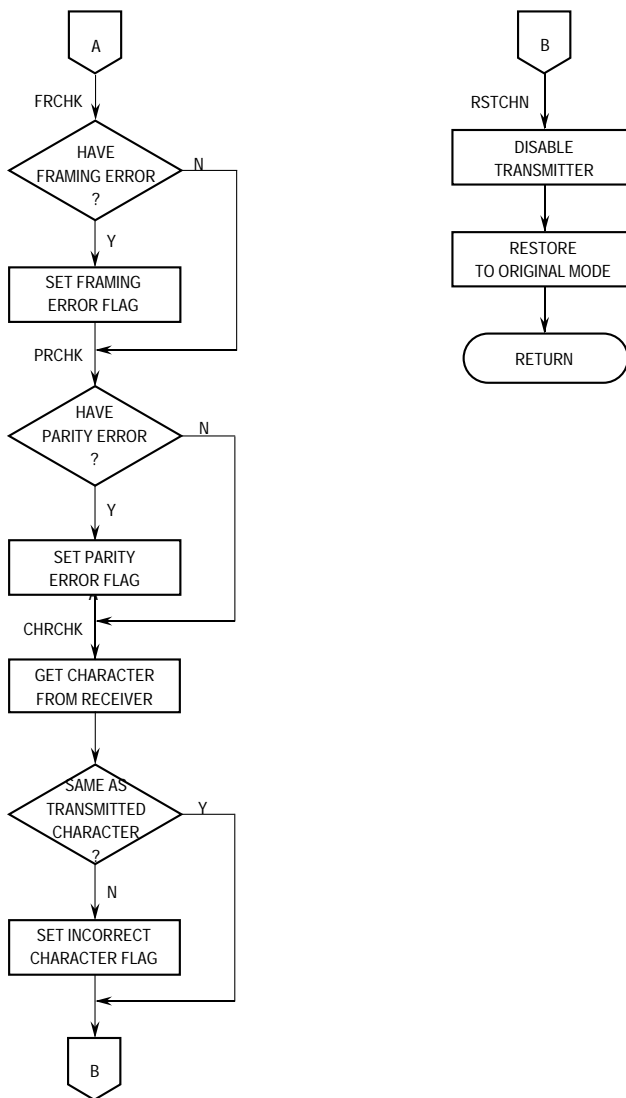 A
FRCHK
HAVE
FRAMING ERROR
?
N
Y
SET FRAMING
ERROR FLAG
PRCHK
HAVE
PARITY ERROR
?
N
Y
SET PARITY
ERROR FLAG
CHRCHK
GET CHARACTER
FROM RECEIVER
SAME AS
TRANSMITTED
CHARACTER
?
Y
N
SET INCORRECT
CHARACTER FLAG
B
B
RSTCHN
DISABLE
TRANSMITTER
RESTORE
TO ORIGINAL MODE
RETURN